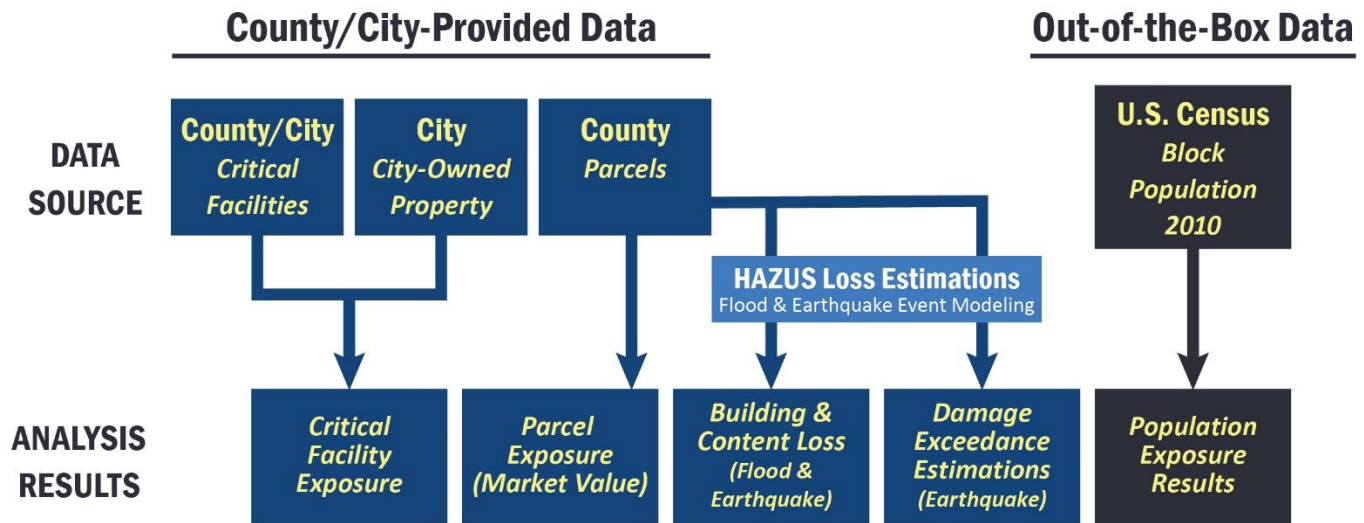 County/City-Provided Data
Out-of-the-Box Data
DATA
SOURCE
County/City
Critical
Facilities
City
City-Owned
Property
County
Parcels
U.S. Census
Block
Population
2010
HAZUS Loss Estimations
Flood & Earthquake Event Modeling
ANALYSIS
RESULTS
Critical
Facility
Exposure
Parcel
Exposure
(Market Value)
Building &
Content Loss
(Flood &
Earthquake)
Damage
Exceedance
Estimations
(Earthquake)
Population
Exposure
Results